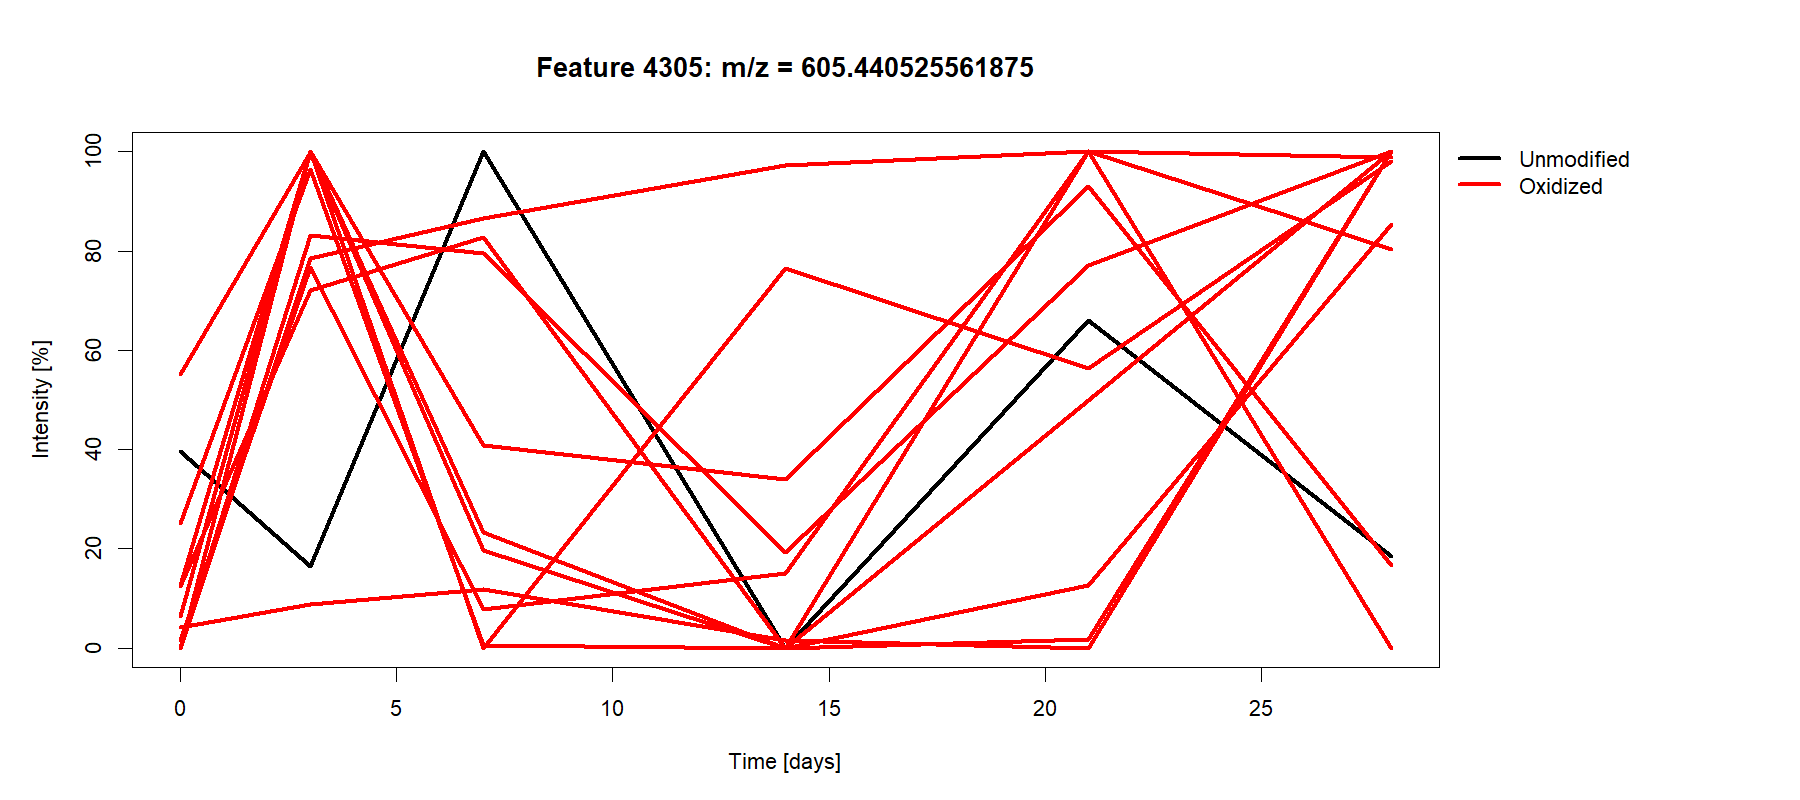 Feature 4305: m/z = 605.440525561875
Unmodified
Oxidized
Intensity [%]
100
80
60
40
20
0
0 5 10 15 20 25
Time [days]